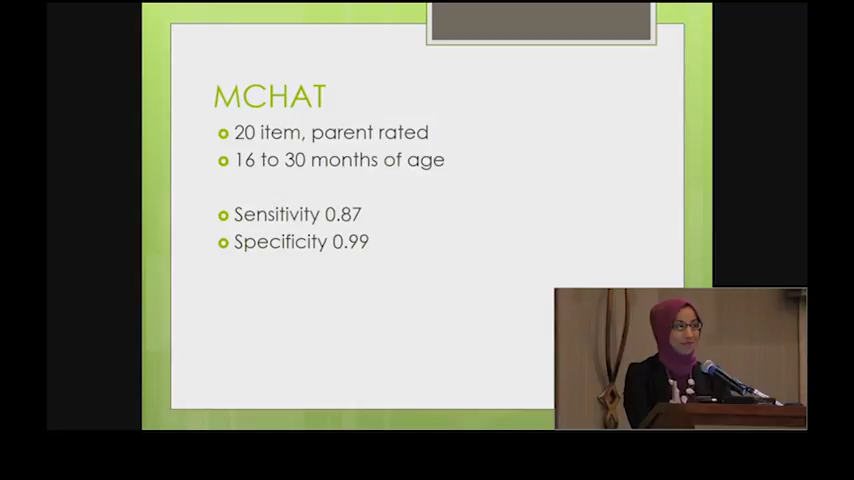 MCHAT
20 item, parent rated
16 to 30 months of age
Sensitivity 0.87
Specificity 0.99